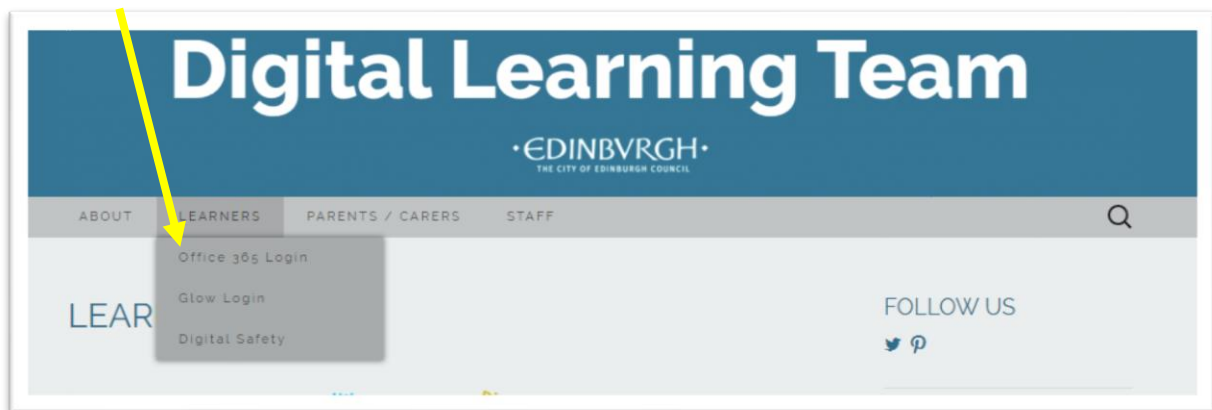 Digital Learning Team
·EDINBVRGH·
THE CITY OF EDINBURGH COUNCIL
ABOUT LEARNERS PARENTS / CARERS STAFF
Office 365 Login
Glow Login
Digital Safety
LEAR
FOLLOW US